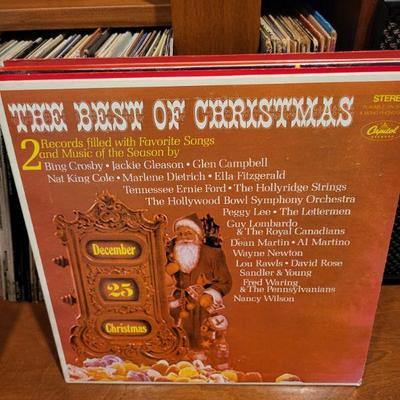 THE BEST OF CHRISTMAS
STEREO
Capitol
2 Records filled with Favorite Songs
and Music of the Season by
Bing Crosby • Jackie Gleason • Glen Campbell
Nat King Cole • Marlene Dietrich • Ella Fitzgerald
Tennessee Ernie Ford • The Hollyridge Strings
The Hollywood Bowl Symphony Orchestra
Peggy Lee • The Lettermen
Guy Lombardo
& The Royal Canadians
Dean Martin • Al Martino
Wayne Newton
Lou Rawls • David Rose
Sandler & Young
Fred Waring
& The Pennsylvanians
Nancy Wilson
December
25
Christmas